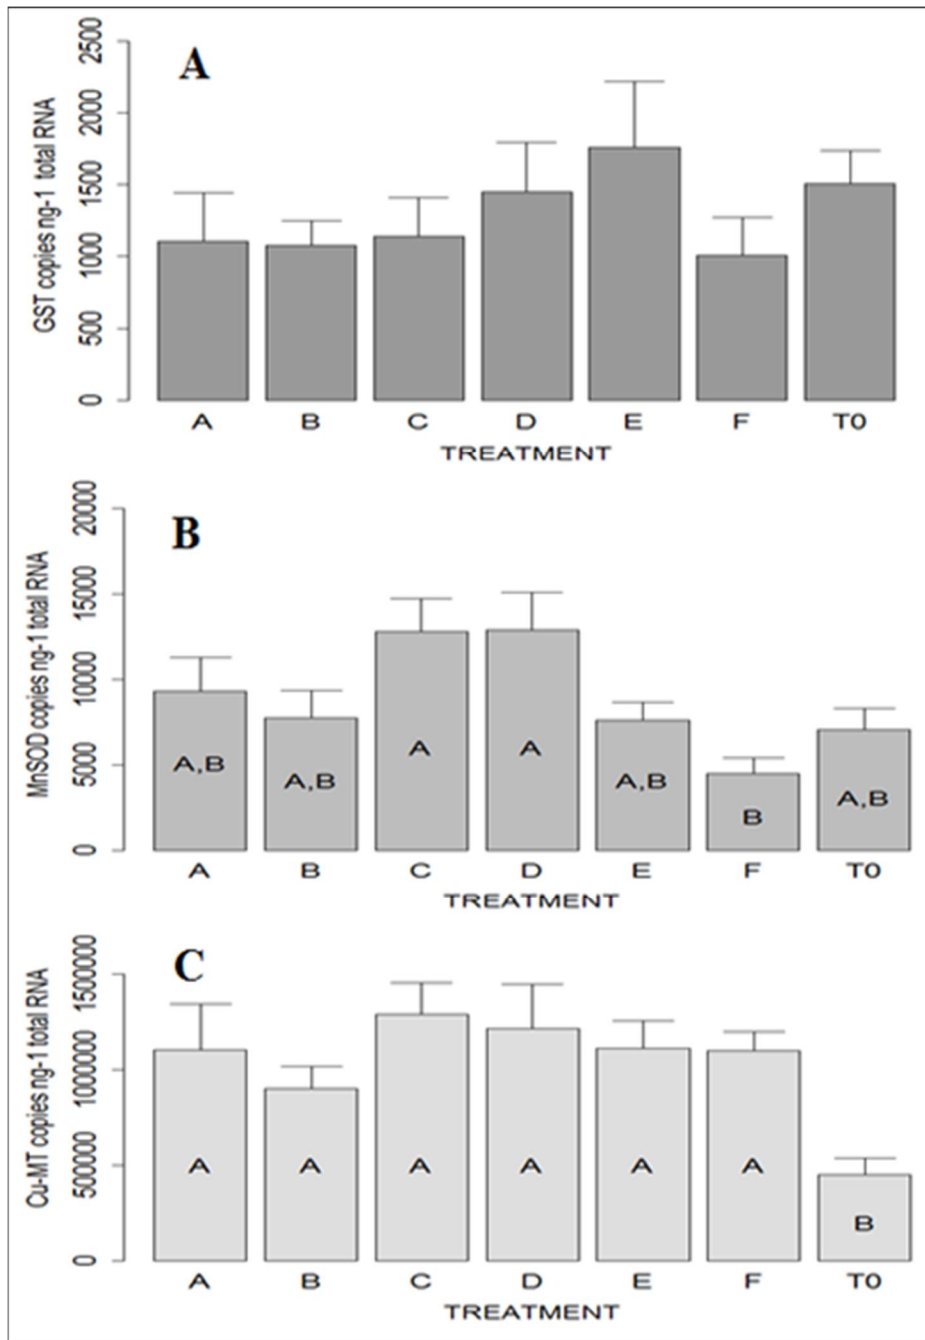 A
GST copies ng-1 total RNA
0 500 1000 1500 2000 2500
A B C D E F T0
TREATMENT
B
MnSOD copies ng-1 total RNA
0 5000 10000 15000 20000
A,B A,B A A A,B B A,B
A B C D E F T0
TREATMENT
C
Cu-MT copies ng-1 total RNA
0 500000 1000000 1500000
A A A A A A B
A B C D E F T0
TREATMENT